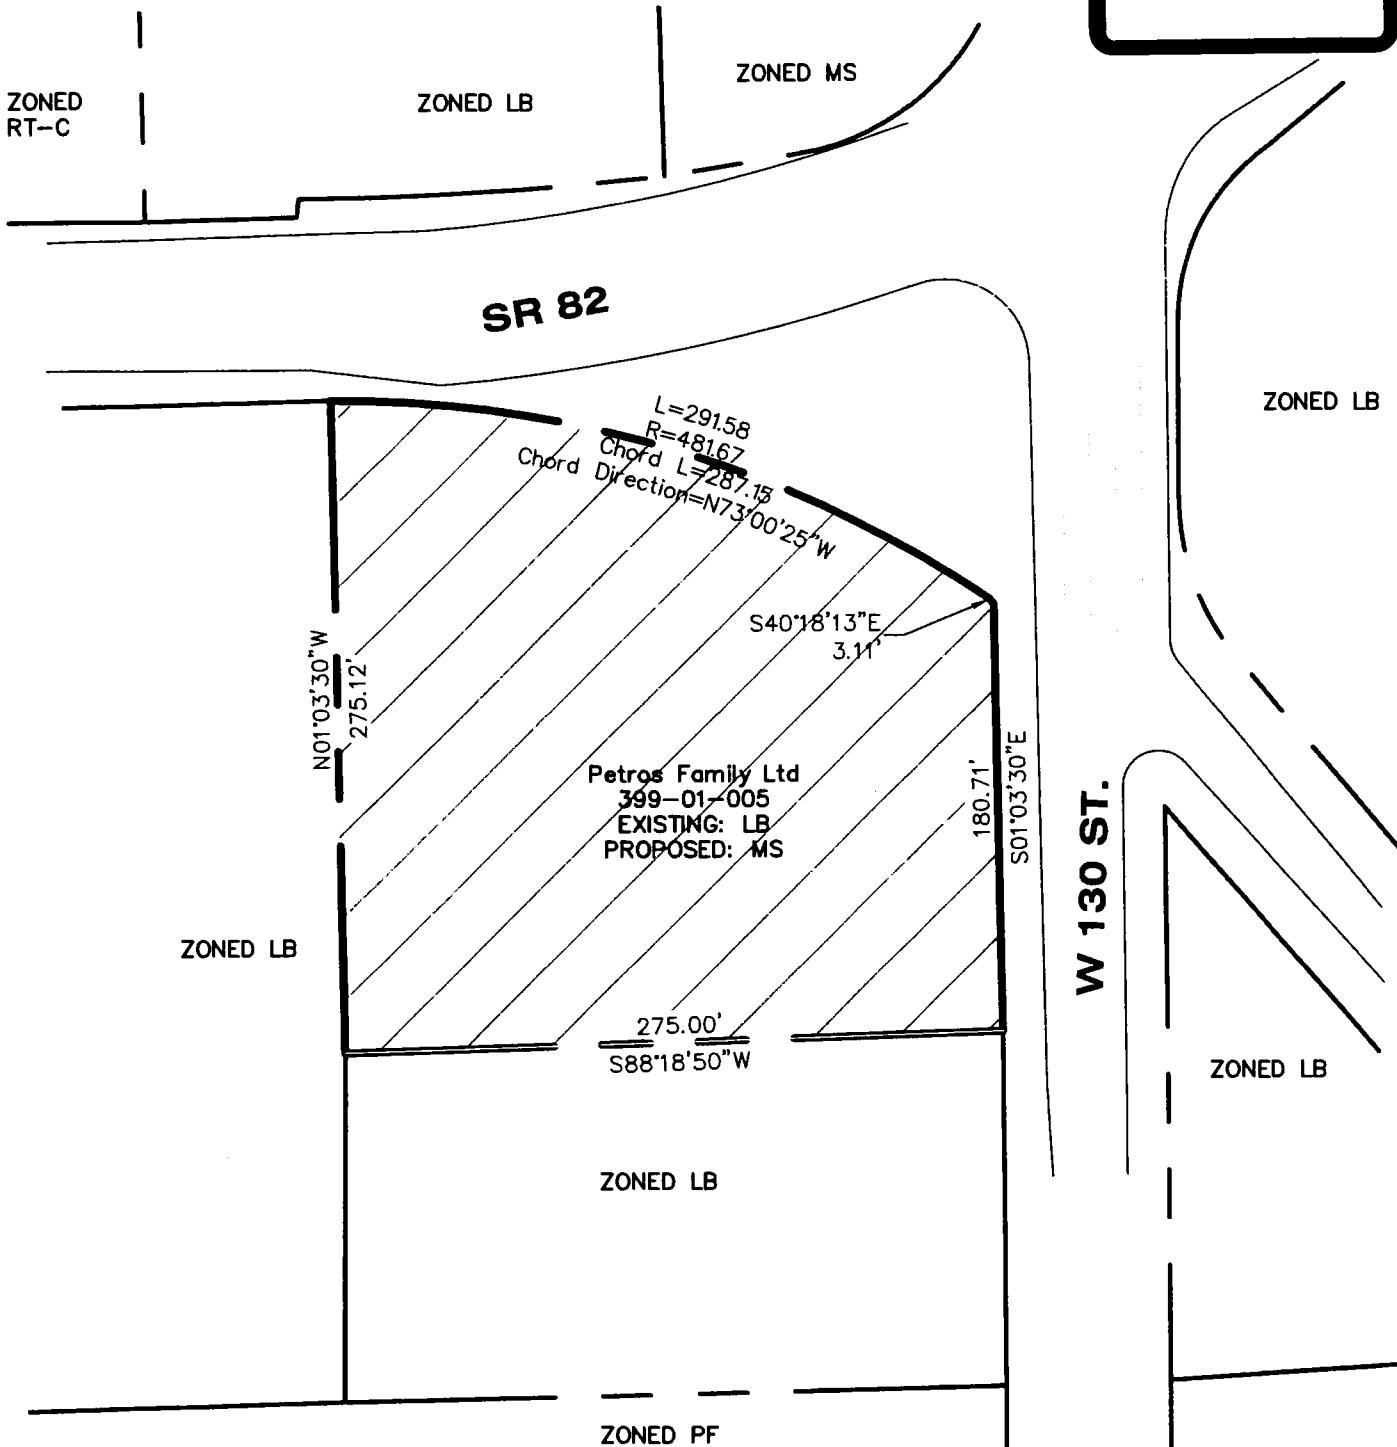 ZONED MS
ZONED
RT-C
ZONED LB
SR 82
ZONED LB
L=291.58
R=481.67
Chord L=287.15
Chord Direction=N73°00'25"W
S40°18'13"E
3.11'
N01°03'30"W
275.12'
Petros Family Ltd
399-01-005
EXISTING: LB
PROPOSED: MS
180.71'
S01°03'30"E
W 130 ST.
ZONED LB
275.00'
S88°18'50"W
ZONED LB
ZONED LB
ZONED PF